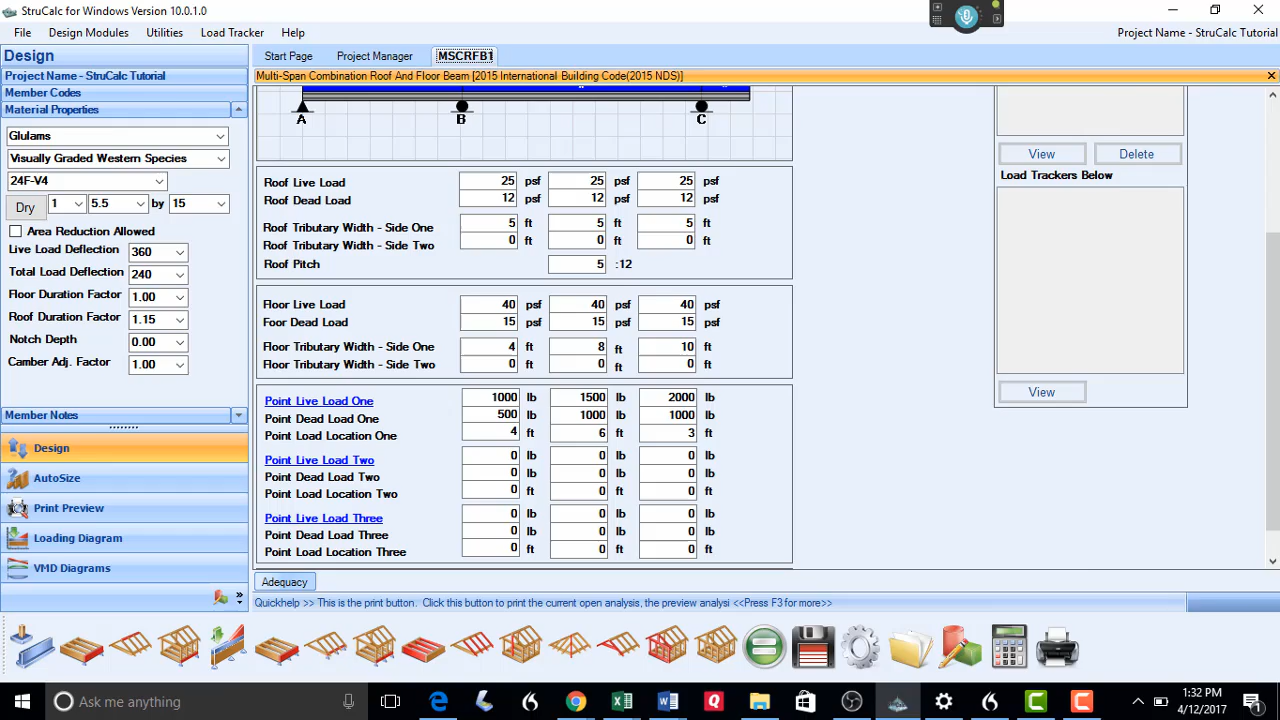 StruCalc for Windows Version 10.0.1.0
File Design Modules Utilities Load Tracker Help
Project Name - StruCalc Tutorial
Design
Start Page Project Manager MSCRFB1
Project Name - StruCalc Tutorial
Multi-Span Combination Roof And Floor Beam [2015 International Building Code(2015 NDS)]
Member Codes
Material Properties
Glulams
Visually Graded Western Species
24F-V4
Dry 1 5.5 by 15
Area Reduction Allowed
Live Load Deflection 360
Total Load Deflection 240
Floor Duration Factor 1.00
Roof Duration Factor 1.15
Notch Depth 0.00
Camber Adj. Factor 1.00
Member Notes
Design
AutoSize
Print Preview
Loading Diagram
VMD Diagrams
A B C
Roof Live Load 25 psf 25 psf 25 psf
Roof Dead Load 12 psf 12 psf 12 psf
Roof Tributary Width - Side One 5 ft 5 ft 5 ft
Roof Tributary Width - Side Two 0 ft 0 ft 0 ft
Roof Pitch 5 :12
Floor Live Load 40 psf 40 psf 40 psf
Foor Dead Load 15 psf 15 psf 15 psf
Floor Tributary Width - Side One 4 ft 8 ft 10 ft
Floor Tributary Width - Side Two 0 ft 0 ft 0 ft
Point Live Load One 1000 lb 1500 lb 2000 lb
Point Dead Load One 500 lb 1000 lb 1000 lb
Point Load Location One 4 ft 6 ft 3 ft
Point Live Load Two 0 lb 0 lb 0 lb
Point Dead Load Two 0 lb 0 lb 0 lb
Point Load Location Two 0 ft 0 ft 0 ft
Point Live Load Three 0 lb 0 lb 0 lb
Point Dead Load Three 0 lb 0 lb 0 lb
Point Load Location Three 0 ft 0 ft 0 ft
View Delete
Load Trackers Below
View
Adequacy
Quickhelp >> This is the print button. Click this button to print the current open analysis, the preview analysi <<Press F3 for more>>
Ask me anything
1:32 PM
4/12/2017
1